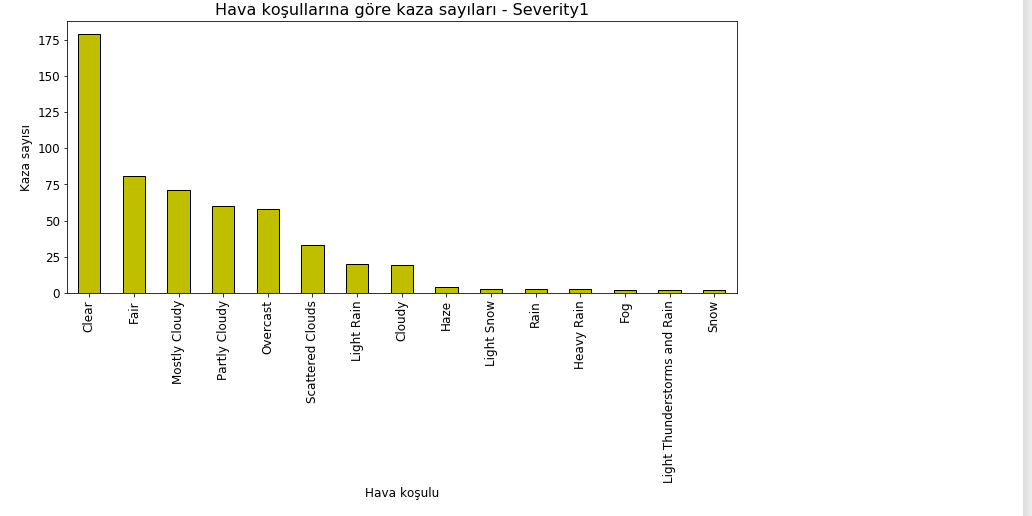 Hava koşullarına göre kaza sayıları - Severity1
Kaza sayısı
175
150
125
100
75
50
25
0
Clear
Fair
Mostly Cloudy
Partly Cloudy
Overcast
Scattered Clouds
Light Rain
Cloudy
Haze
Light Snow
Rain
Heavy Rain
Fog
Light Thunderstorms and Rain
Snow
Hava koşulu